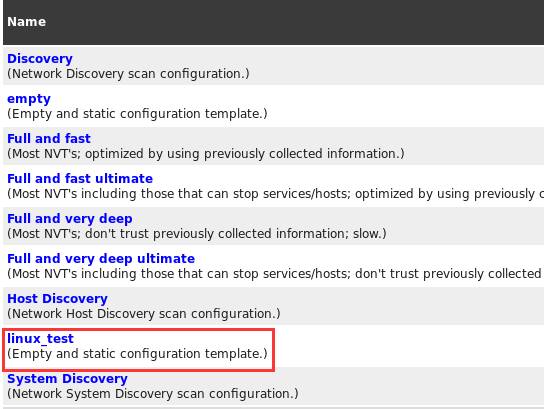 Name
Discovery
(Network Discovery scan configuration.)
empty
(Empty and static configuration template.)
Full and fast
(Most NVT's; optimized by using previously collected information.)
Full and fast ultimate
(Most NVT's including those that can stop services/hosts; optimized by using previously c
Full and very deep
(Most NVT's; don't trust previously collected information; slow.)
Full and very deep ultimate
(Most NVT's including those that can stop services/hosts; don't trust previously collected
Host Discovery
(Network Host Discovery scan configuration.)
linux_test
(Empty and static configuration template.)
System Discovery
(Network System Discovery scan configuration.)